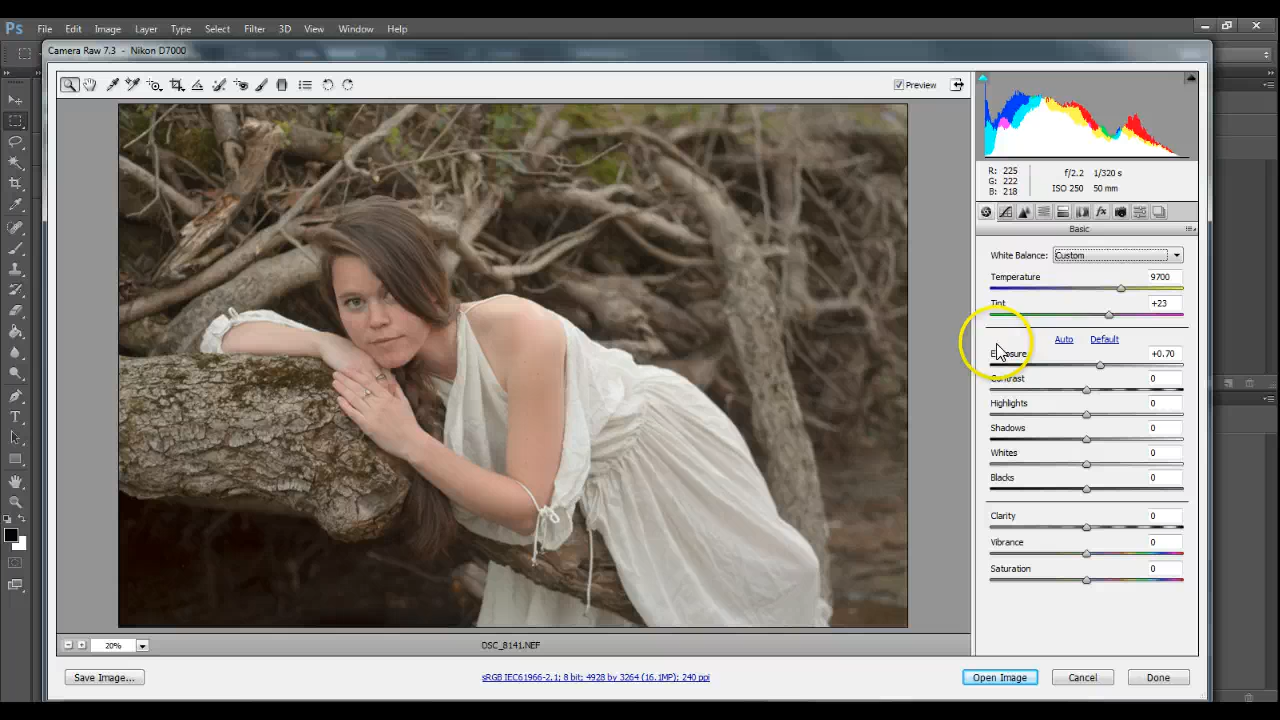 Ps File Edit Image Layer Type Select Filter 3D View Window Help
Camera Raw 7.3 - Nikon D7000
Preview
R: 225
G: 222
B: 218
f/2.2 1/320 s
ISO 250 50 mm
Basic
White Balance: Custom
Temperature 9700
Tint +23
Auto Default
Exposure +0.70
Contrast 0
Highlights 0
Shadows 0
Whites 0
Blacks 0
Clarity 0
Vibrance 0
Saturation 0
20% DSC_8141.NEF
Save Image... sRGB IEC61966-2.1; 8 bit; 4928 by 3264 (16.1MP); 240 ppi Open Image Cancel Done